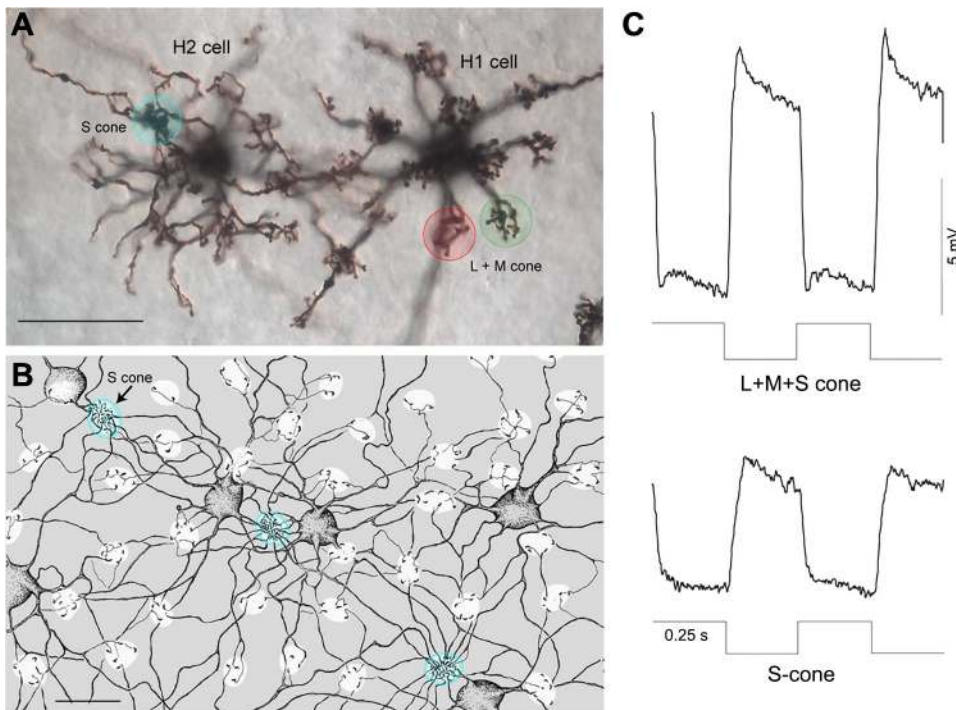 A
H2 cell
H1 cell
S cone
L + M cone
B
S cone
C
5 mV
L+M+S cone
0.25 s
S-cone